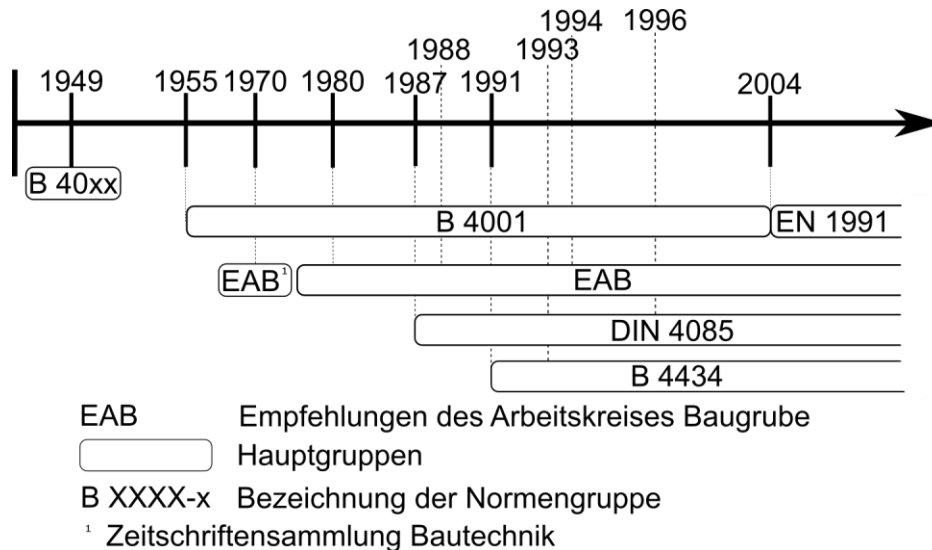 1994 1996
1988 1993
1949 1955 1970 1980 1987 1991 2004
B 40xx
B 4001 EN 1991
EAB¹ EAB
DIN 4085
B 4434
EAB Empfehlungen des Arbeitskreises Baugrube
Hauptgruppen
B XXXX-x Bezeichnung der Normengruppe
¹ Zeitschriftensammlung Bautechnik